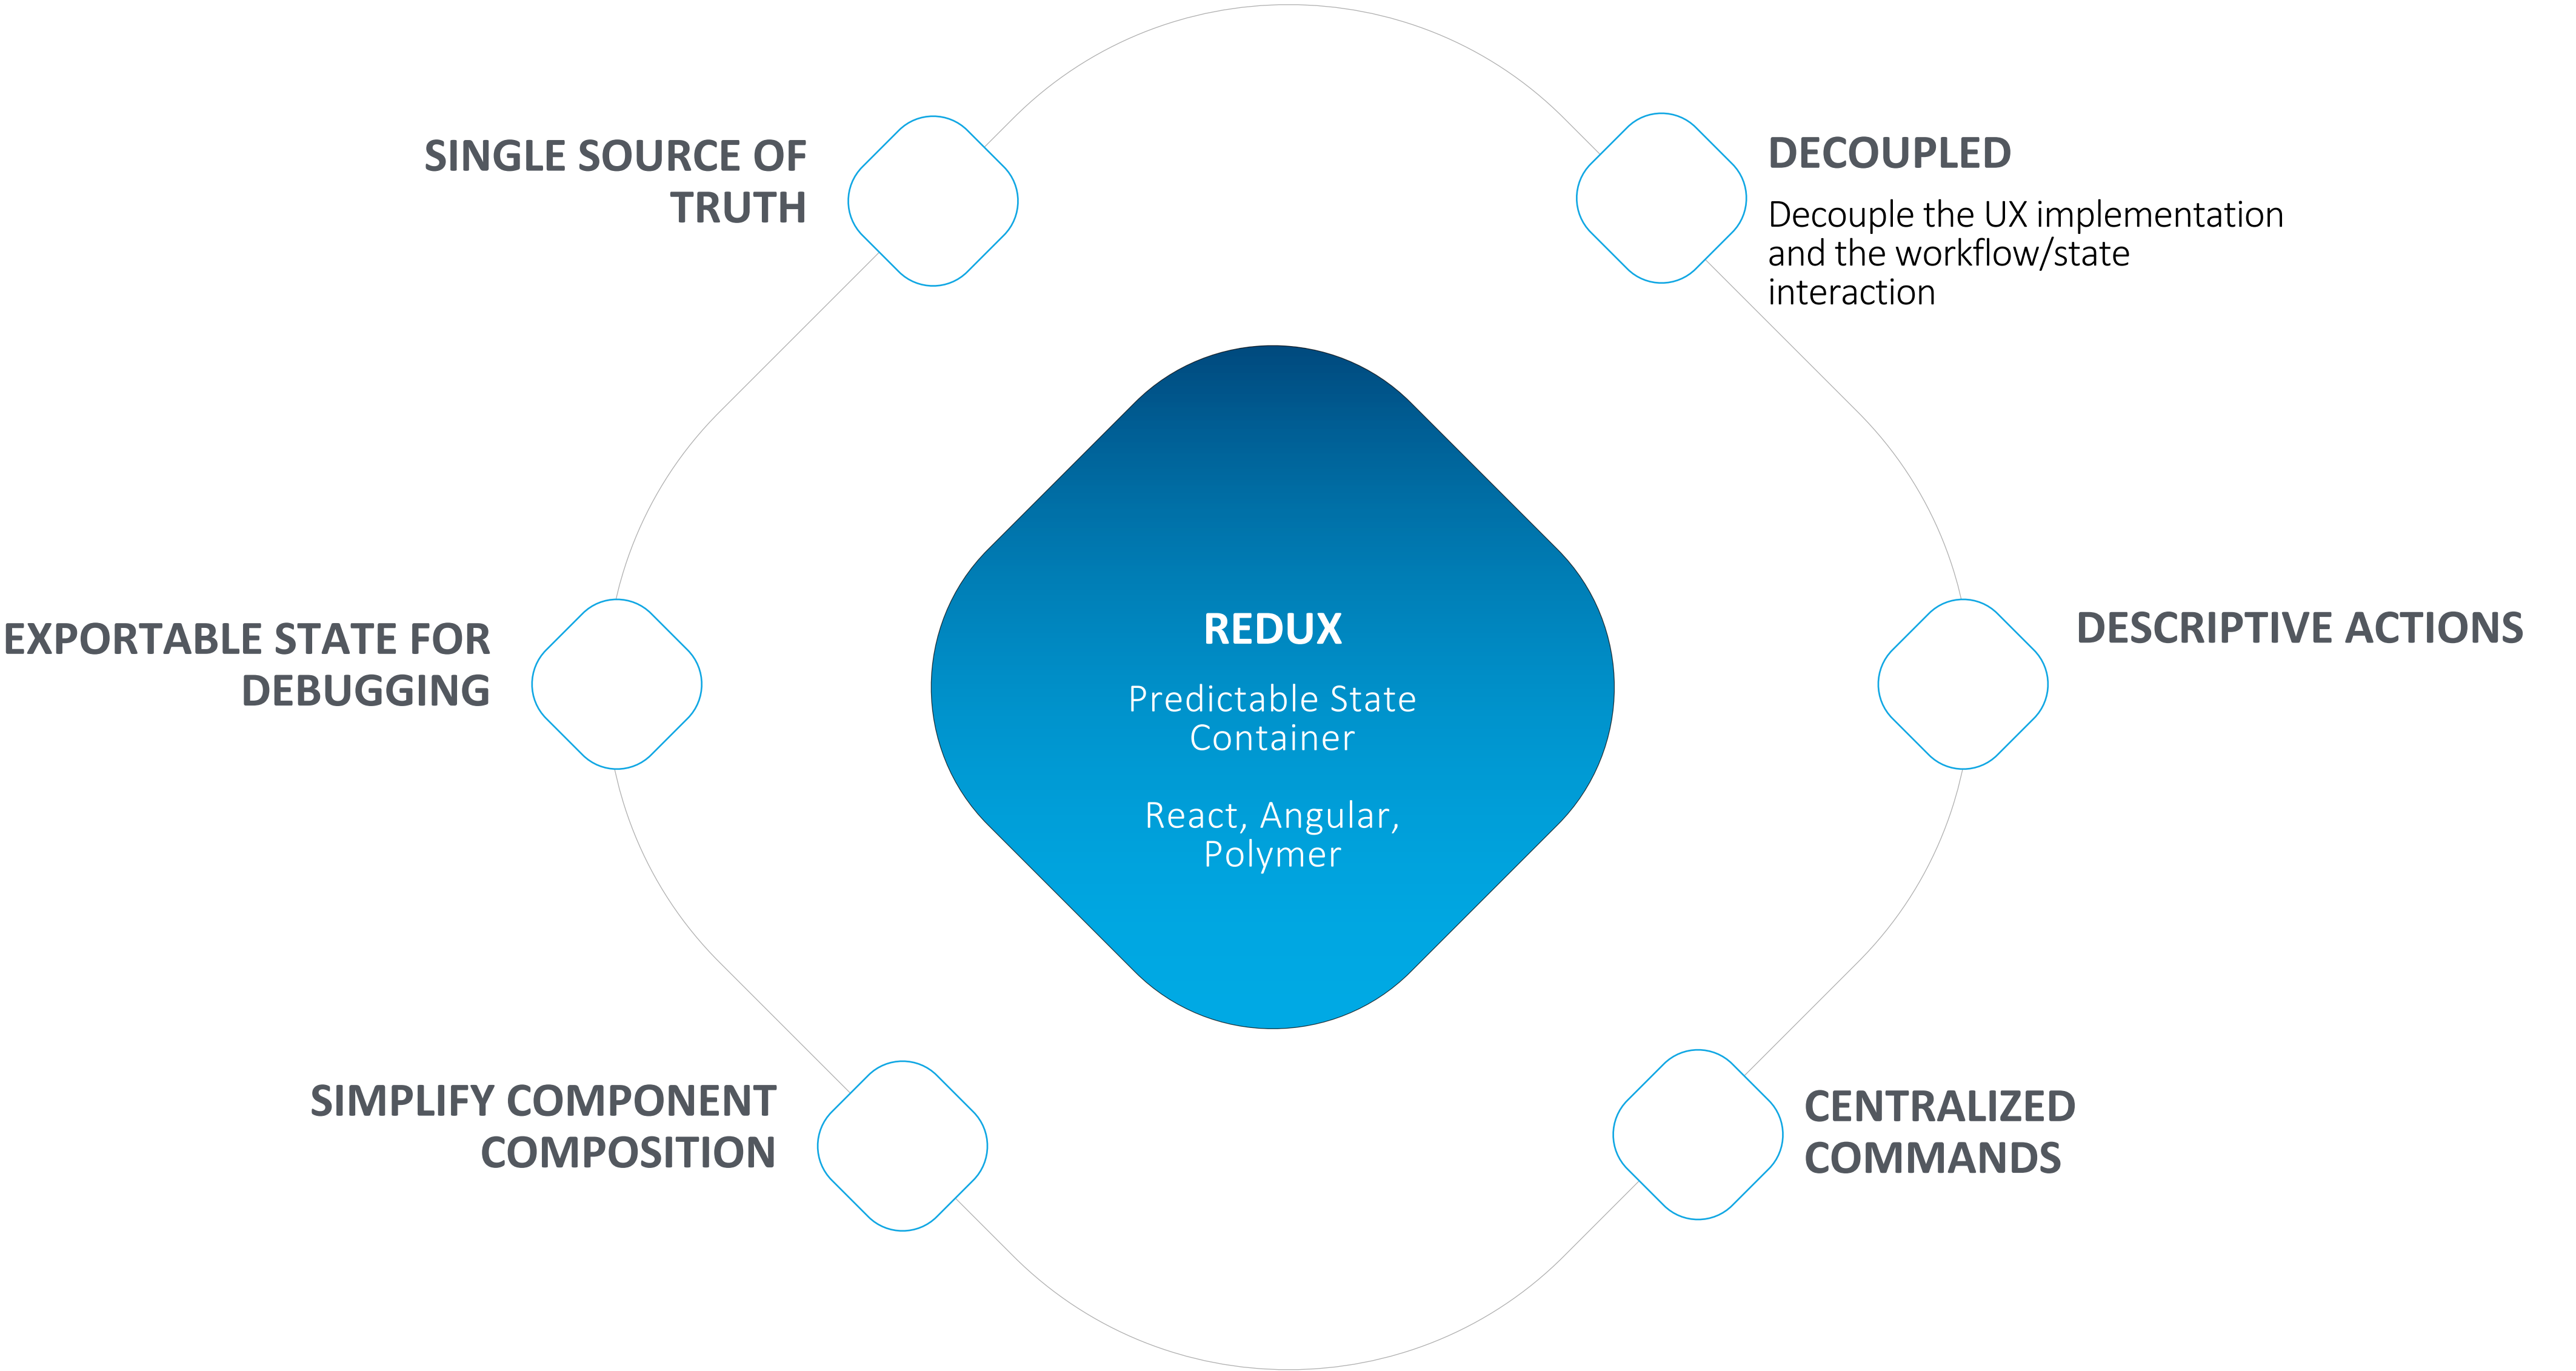 SINGLE SOURCE OF
TRUTH
DECOUPLED
Decouple the UX implementation
and the workflow/state
interaction
EXPORTABLE STATE FOR
DEBUGGING
REDUX
Predictable State
Container
React, Angular,
Polymer
DESCRIPTIVE ACTIONS
SIMPLIFY COMPONENT
COMPOSITION
CENTRALIZED
COMMANDS